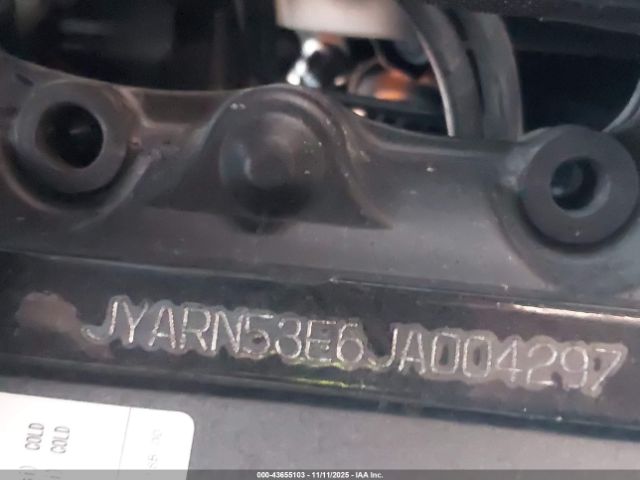 JYARN53E6JA004297
) COLD
) COLD
000-43655103 - 11/11/2025 - © IAA Inc.